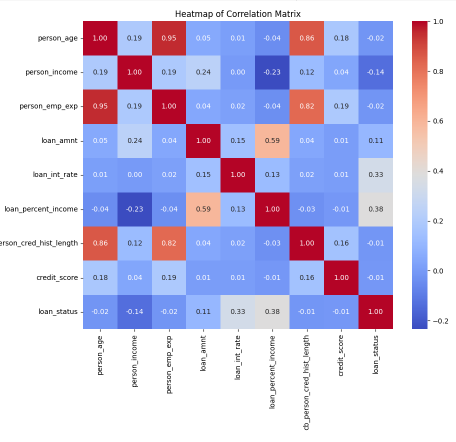 Heatmap of Correlation Matrix
person_age 1.00 0.19 0.95 0.05 0.01 -0.04 0.86 0.18 -0.02
person_income 0.19 1.00 0.19 0.24 0.00 -0.23 0.12 0.04 -0.14
person_emp_exp 0.95 0.19 1.00 0.04 0.02 -0.04 0.82 0.19 -0.02
loan_amnt 0.05 0.24 0.04 1.00 0.15 0.59 0.04 0.01 0.11
loan_int_rate 0.01 0.00 0.02 0.15 1.00 0.13 0.02 0.01 0.33
loan_percent_income -0.04 -0.23 -0.04 0.59 0.13 1.00 -0.03 -0.01 0.38
erson_cred_hist_length 0.86 0.12 0.82 0.04 0.02 -0.03 1.00 0.16 -0.01
credit_score 0.18 0.04 0.19 0.01 0.01 -0.01 0.16 1.00 -0.01
loan_status -0.02 -0.14 -0.02 0.11 0.33 0.38 -0.01 -0.01 1.00
person_age
person_income
person_emp_exp
loan_amnt
loan_int_rate
loan_percent_income
cb_person_cred_hist_length
credit_score
loan_status
1.0
0.8
0.6
0.4
0.2
0.0
−0.2